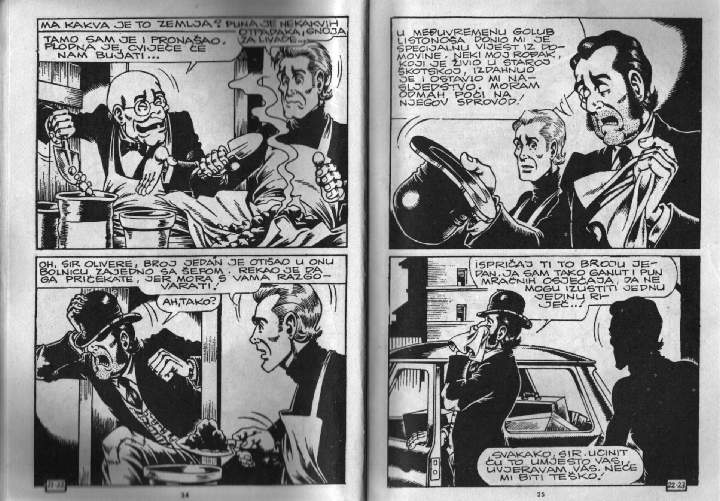 MA KAKVA JE TO ZEMLJA? PUNA JE NEKAKVIH
OTPADAKA, GNOJA
ZA LIVADE...
TAMO SAM JE I PRONAŠAO.
PLODNA JE, CVIJEĆE ĆE
NAM BUJATI...
OH, SIR OLIVERE, BROJ JEDAN JE OTIŠAO U ONU
BOLNICU ZAJEDNO SA ŠEFOM. REKAO JE DA
GA PRIČEKATE, JER MORA S VAMA RAZGO-
VARATI!
AH, TAKO?
22-23
24
U MEĐUVREMENU GOLUB
LISTONOŠA DONIO MI JE
SPECIJALNU VIJEST IZ DO-
MOVINE. NEKI MOJ ROĐAK,
KOJI JE ŽIVIO U STAROJ
ŠKOTSKOJ, IZDAHNUO
JE I OSTAVIO MI NA-
SLJEDSTVO. MORAM
ODMAH POĆI NA
NJEGOV SPROVOD!
ISPRIČAJ TI TO BROJU JE-
DAN. JA SAM TAKO GANUT I PUN
MRAČNIH OSJEĆAJA, DA NE
MOGU IZUSTITI JEDNU
JEDINU RI-
JEČ...!
SVAKAKO, SIR. UČINIT
ĆU TO UMJESTO VAS,
UVJERAVAM VAS. NEĆE
MI BITI TEŠKO!
25
22-23